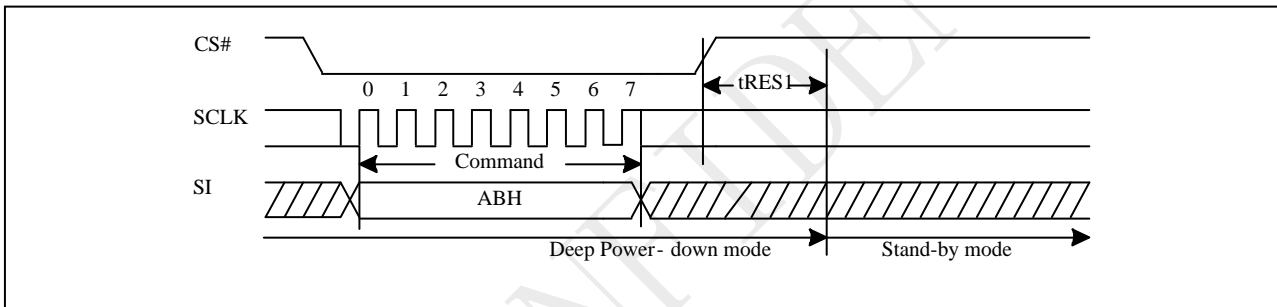 CS#
tRES1
0 1 2 3 4 5 6 7
SCLK
Command
SI
ABH
Deep Power- down mode Stand-by mode